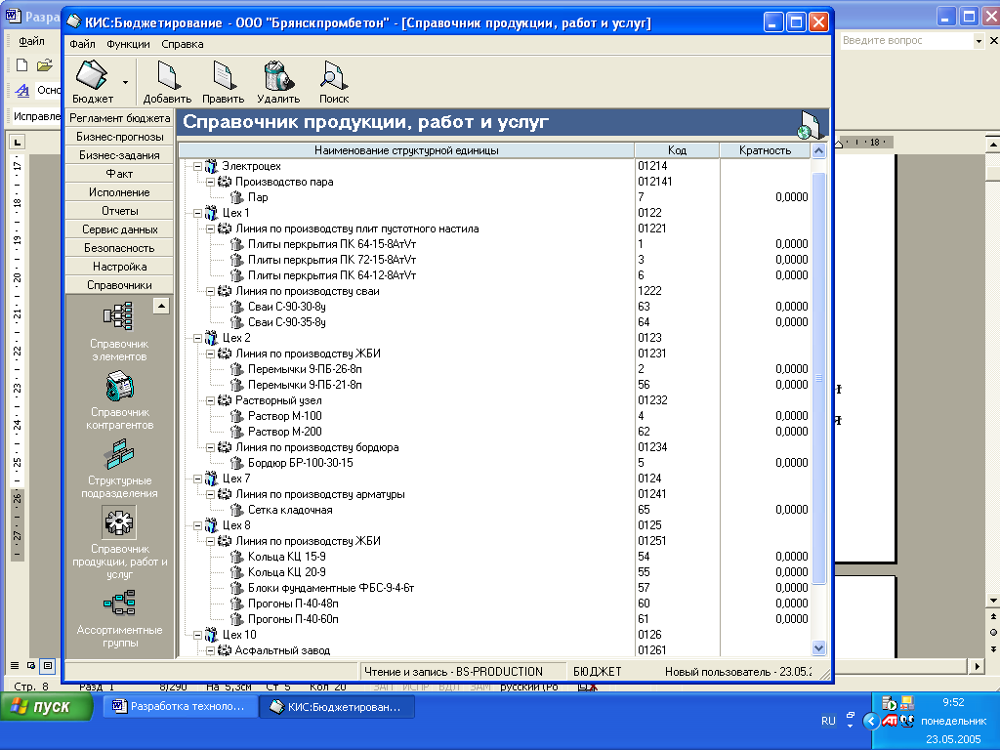 Разра
КИС:Бюджетирование - ООО "Брянскпромбетон" - [Справочник продукции, работ и услуг]
Файл
Введите вопрос
Файл Функции Справка
Осно
Исправле
Бюджет Добавить Править Удалить Поиск
Регламент бюджета
Бизнес-прогнозы
Бизнес-задания
Факт
Исполнение
Отчеты
Сервис данных
Безопасность
Настройка
Справочники
Справочник
элементов
Справочник
контрагентов
Структурные
подразделения
Справочник
продукции, работ и
услуг
Ассортиментные
группы
Справочник продукции, работ и услуг
Наименование структурной единицы Код Кратность
Электроцех 01214
Производство пара 012141
Пар 7 0,0000
Цех 1 0122
Линия по производству плит пустотного настила 01221
Плиты перкрытия ПК 64-15-8АтVт 1 0,0000
Плиты перкрытия ПК 72-15-8АтVт 3 0,0000
Плиты перкрытия ПК 64-12-8АтVт 6 0,0000
Линия по производству сваи 1222
Сваи С-90-30-8у 63 0,0000
Сваи С-90-35-8у 64 0,0000
Цех 2 0123
Линия по производству ЖБИ 01231
Перемычки 9-ПБ-26-8п 2 0,0000
Перемычки 9-ПБ-21-8п 56 0,0000
Растворный узел 01232
Раствор М-100 4 0,0000
Раствор М-200 62 0,0000
Линия по производству бордюра 01234
Бордюр БР-100-30-15 5 0,0000
Цех 7 0124
Линия по производству арматуры 01241
Сетка кладочная 65 0,0000
Цех 8 0125
Линия по производству ЖБИ 01251
Кольца КЦ 15-9 54 0,0000
Кольца КЦ 20-9 55 0,0000
Блоки фундаментные ФБС-9-4-6т 57 0,0000
Прогоны П-40-48п 60 0,0000
Прогоны П-40-60п 61 0,0000
Цех 10 0126
Асфальтный завод 01261
Чтение и запись - BS-PRODUCTION БЮДЖЕТ Новый пользователь - 23.05.2
Стр. 8 Разд 1 8/290 На 5,3см Ст 5 Кол 20 ЗАП ИСПР ВДЛ ЗАМ русский (Ро
пуск Разработка техноло... КИС:Бюджетирован...
RU
9:52
понедельник
23.05.2005